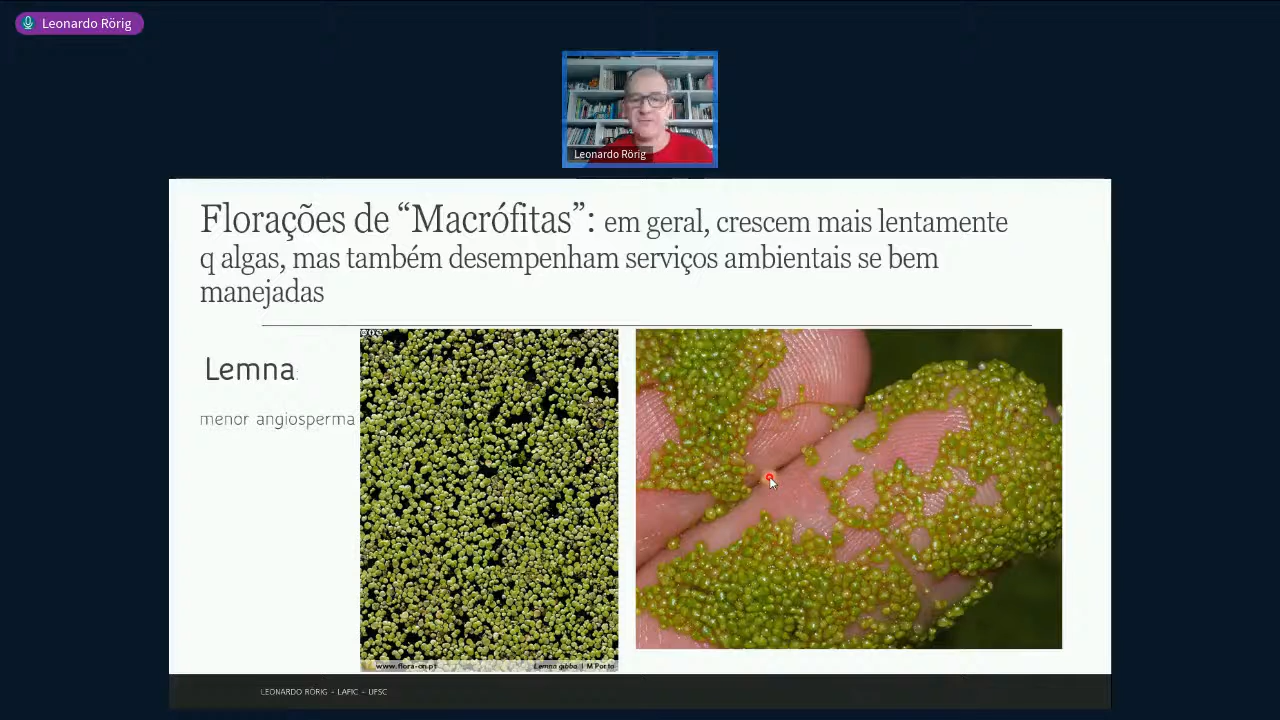 Leonardo Rörig
Leonardo Rörig
Florações de “Macrófitas”: em geral, crescem mais lentamente
q algas, mas também desempenham serviços ambientais se bem
manejadas
Lemna:
menor angiosperma
www.flora-on.pt
Lemna gibba | M Porto
LEONARDO RÖRIG - LAFIC - UFSC